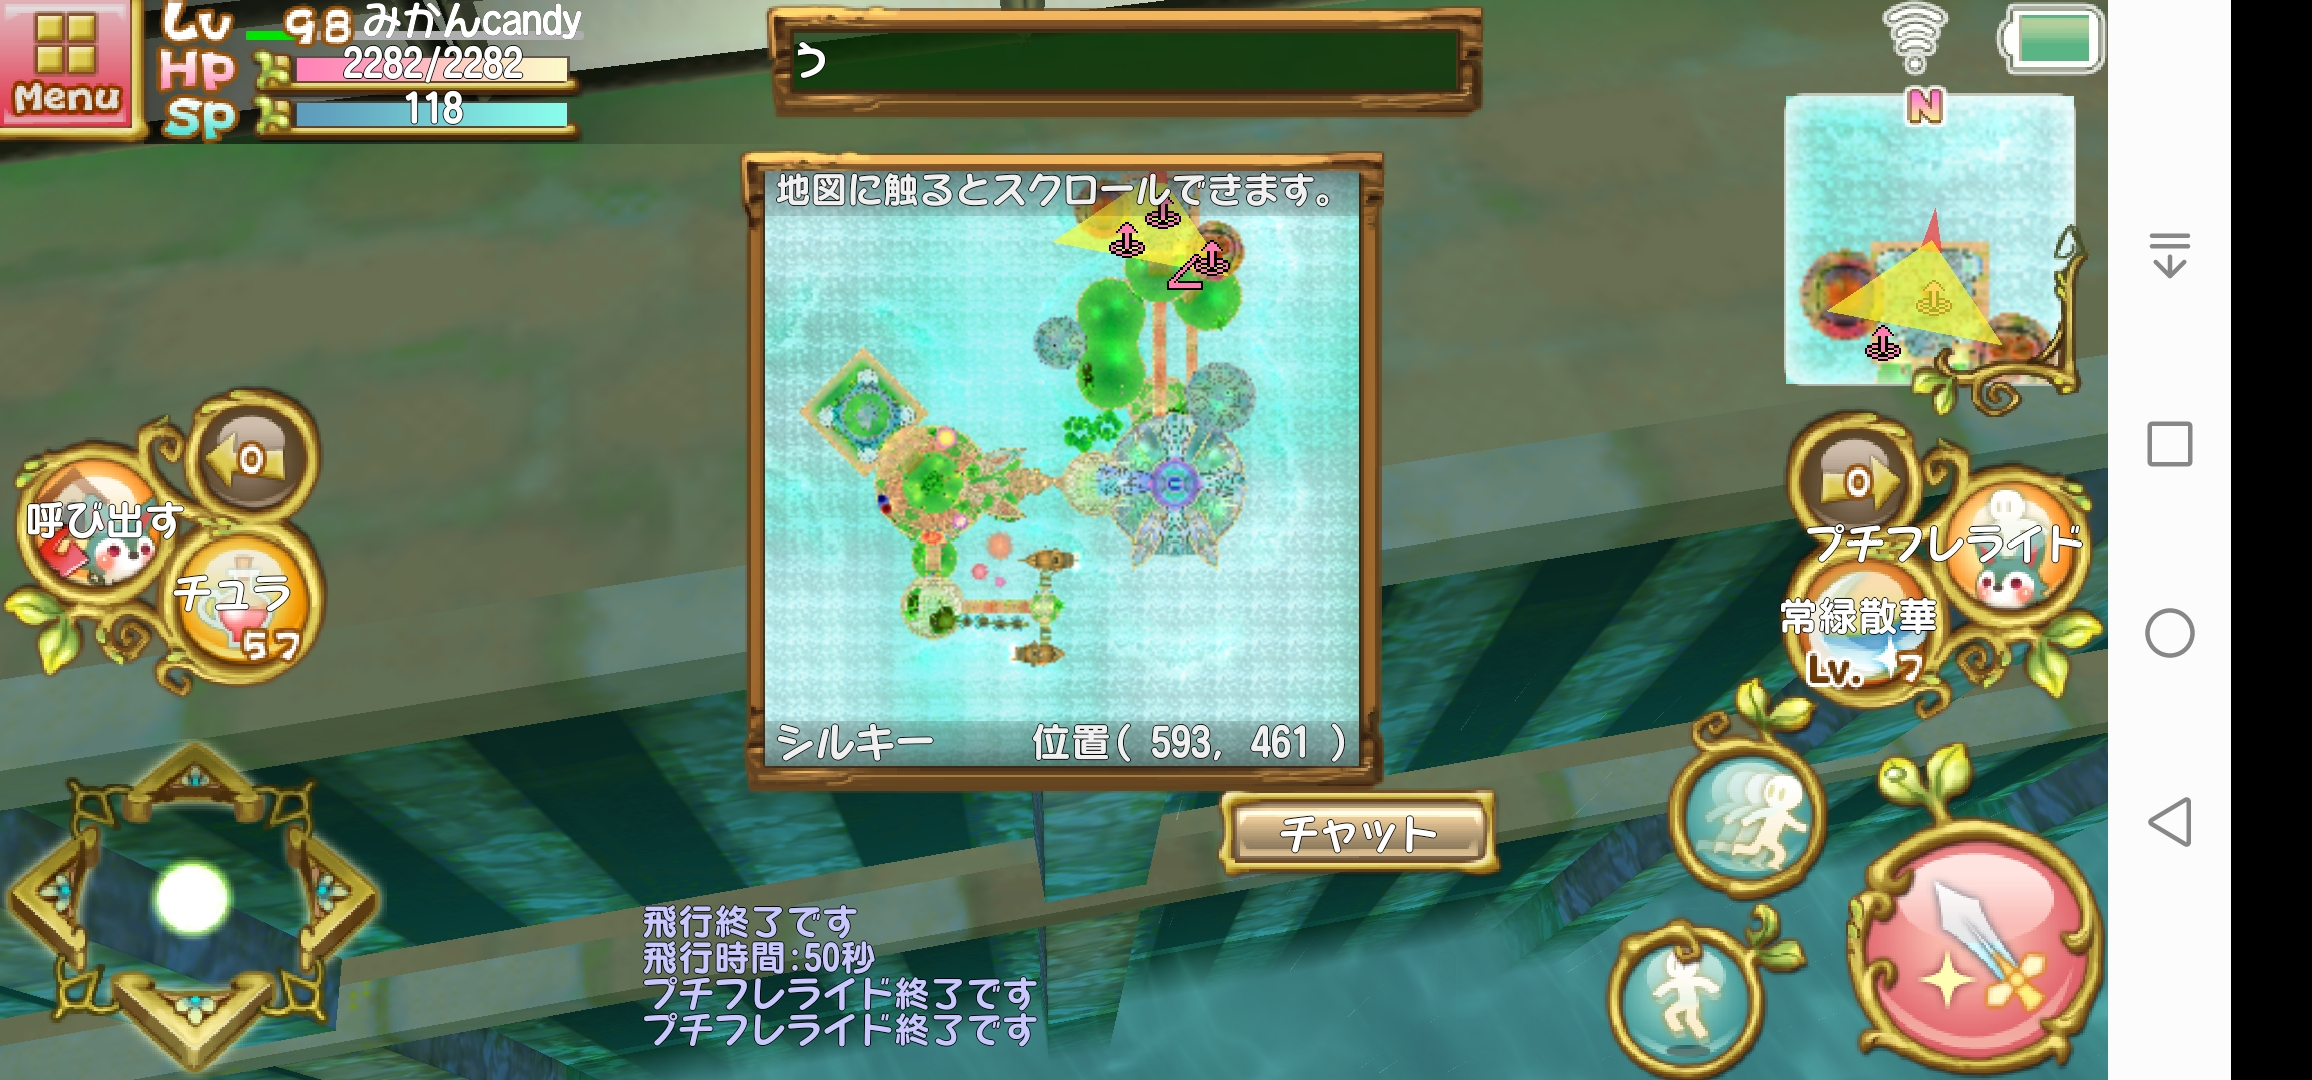 Menu
Lv 98 みかんcandy
Hp 2282/2282
Sp 118
う
N
地図に触るとスクロールできます。
シルキー 位置( 593, 461 )
チャット
0
呼び出す
チュラ
57
0
プチフレライド
常緑散華
Lv. 7
飛行終了です
飛行時間:50秒
プチフレライド終了です
プチフレライド終了です